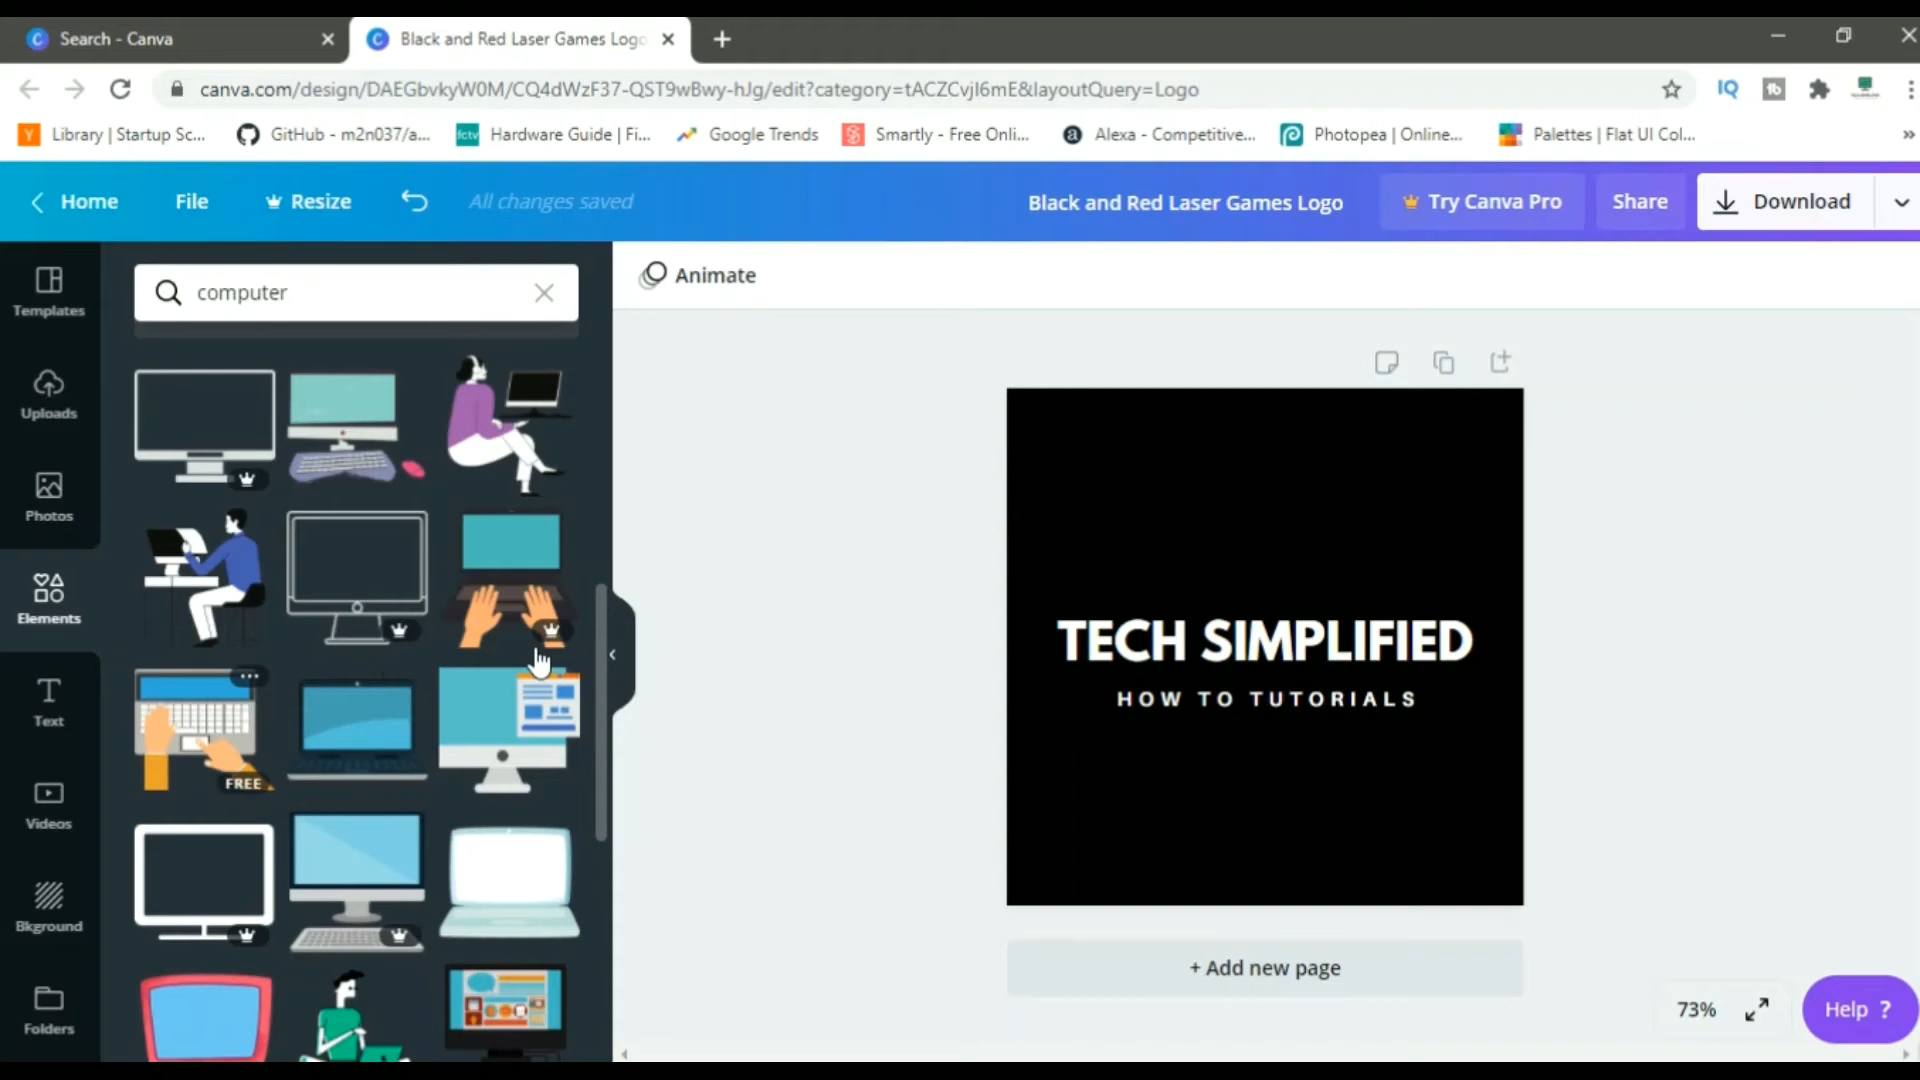 Search - Canva
Black and Red Laser Games Logo
canva.com/design/DAEGbvkyW0M/CQ4dWzF37-QST9wBwy-hJg/edit?category=tACZCvjI6mE&layoutQuery=Logo
IQ
tb
Y Library | Startup Sc...
GitHub - m2n037/a...
fctv Hardware Guide | Fi...
Google Trends
Smartly - Free Onli...
a Alexa - Competitive...
Photopea | Online...
Palettes | Flat UI Col...
»
Home
File
Resize
All changes saved
Black and Red Laser Games Logo
Try Canva Pro
Share
Download
Templates
Uploads
Photos
Elements
Text
Videos
Bkground
Folders
computer
FREE
Animate
TECH SIMPLIFIED
HOW TO TUTORIALS
+ Add new page
73%
Help ?